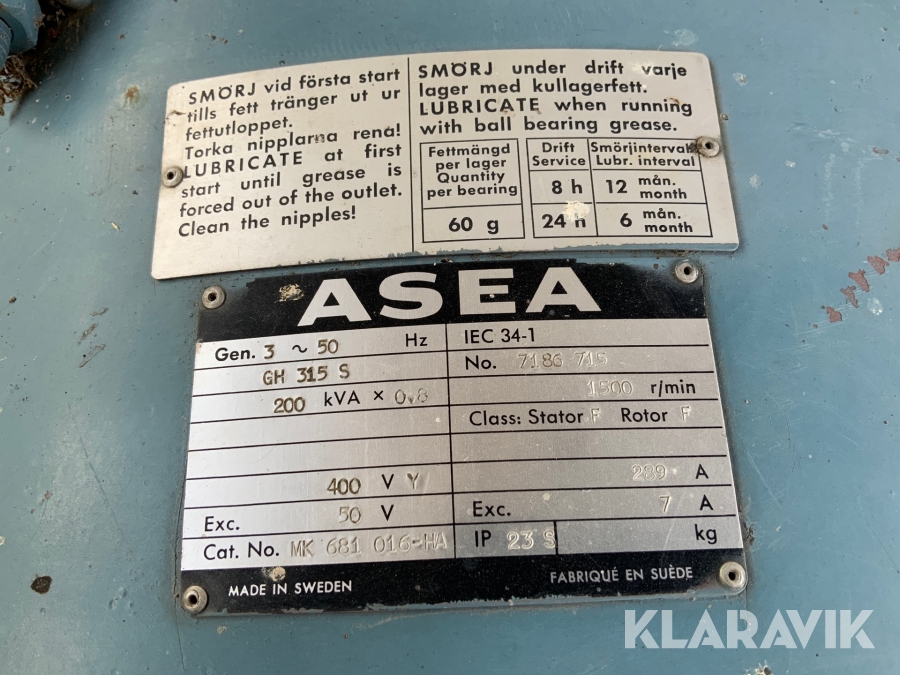 SMÖRJ vid första start
tills fett tränger ut ur
fettutloppet.
Torka nipplarna rena!
LUBRICATE at first
start until grease is
forced out of the outlet.
Clean the nipples!
SMÖRJ under drift varje
lager med kullagerfett.
LUBRICATE when running
with ball bearing grease.
Fettmängd
per lager
Quantity
per bearing
60 g
Drift
Service
Smörjintervall
Lubr. interval
8 h
12 mån.
month
24 h
6 mån.
month
ASEA
Gen. 3 ~ 50 Hz
IEC 34-1
GH 315 S
No. 7186 715
200 kVA × 0.8
1500 r/min
Class: Stator F Rotor F
400 V Y
289 A
Exc. 50 V
Exc. 7 A
Cat. No. MK 681 016-HA
IP 23 S
kg
MADE IN SWEDEN
FABRIQUÉ EN SUÈDE
KLARAVIK